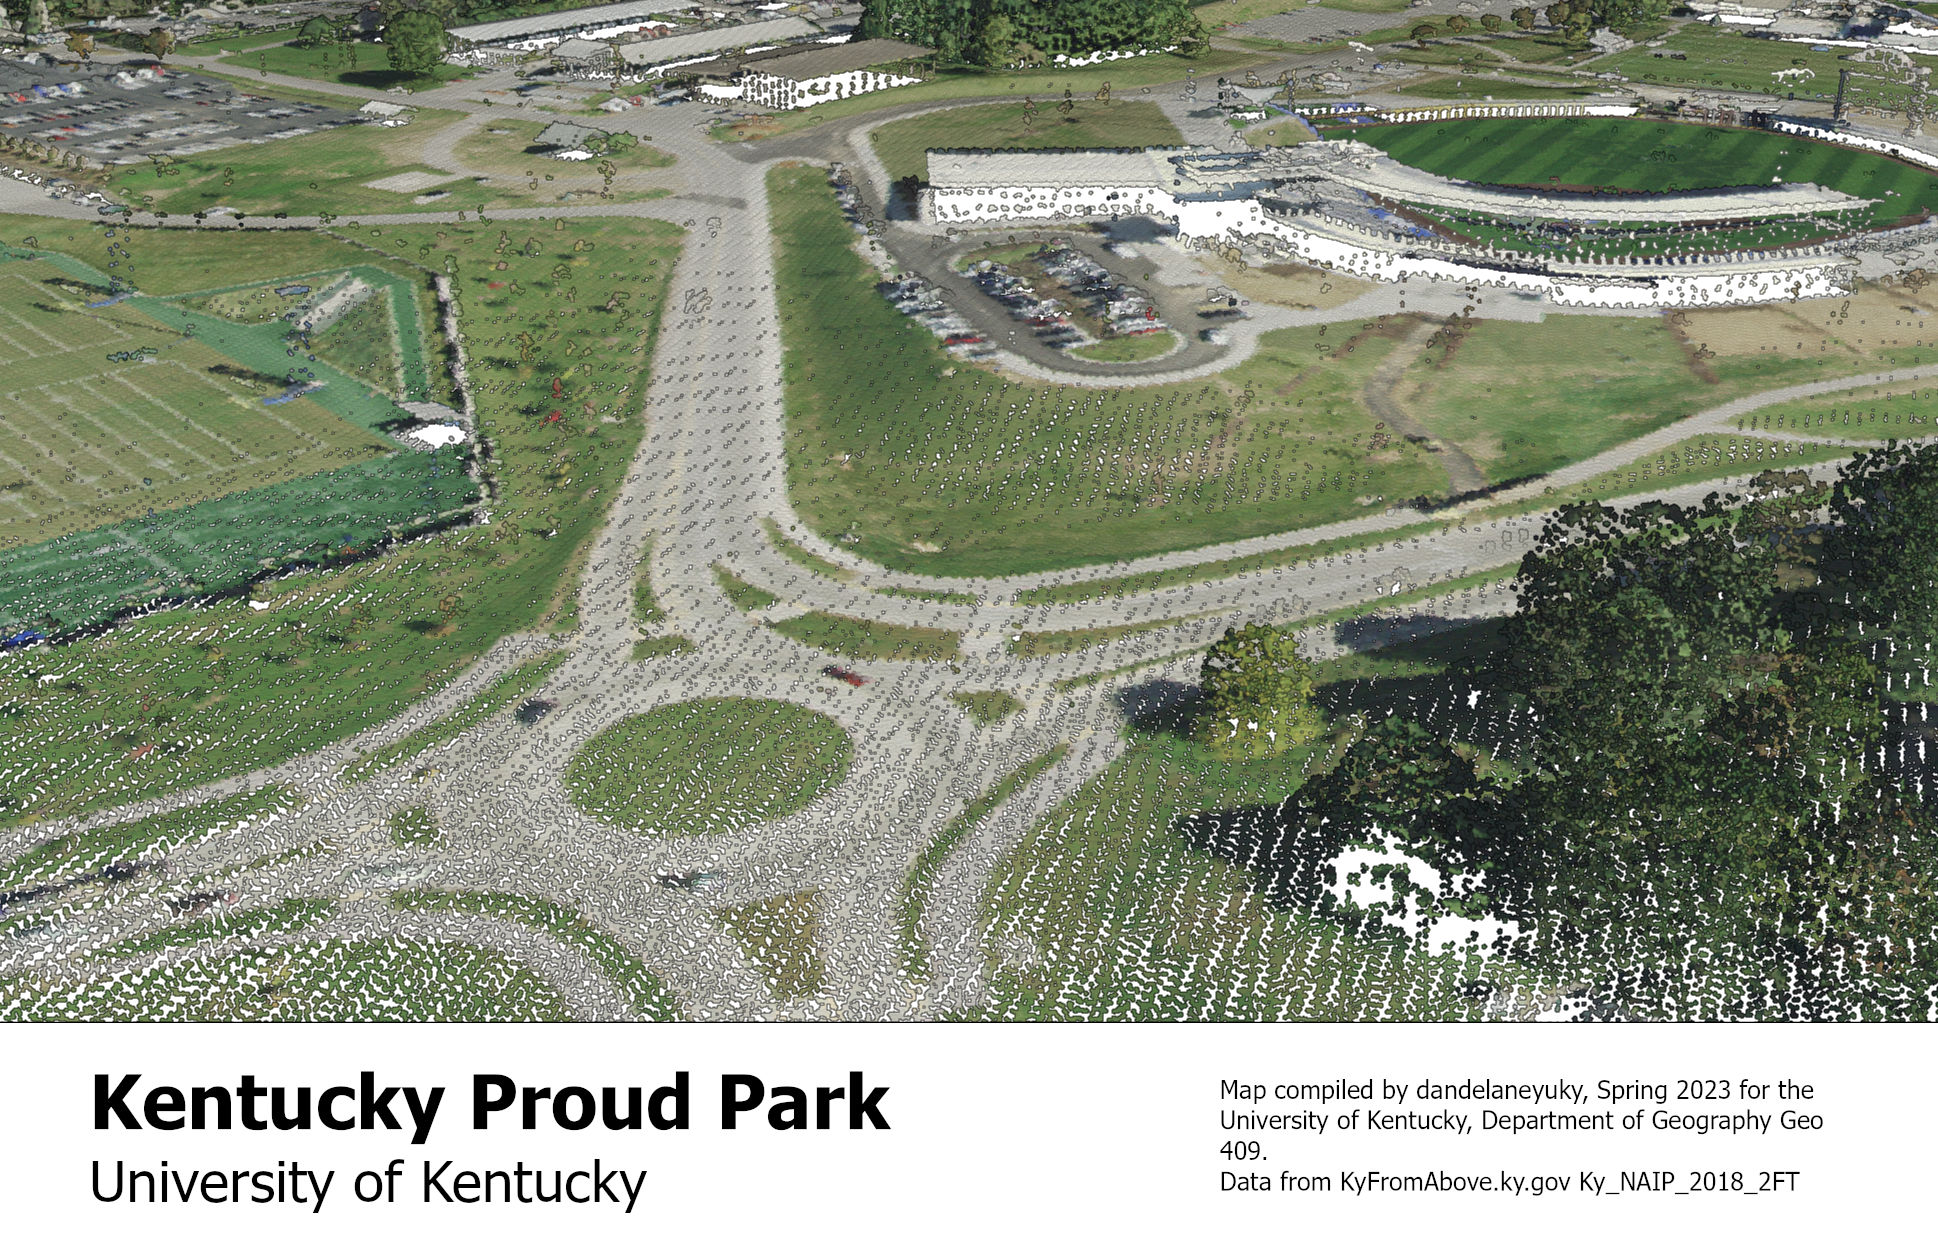 Kentucky Proud Park
University of Kentucky
Map compiled by dandelaneyuky, Spring 2023 for the
University of Kentucky, Department of Geography Geo
409.
Data from KyFromAbove.ky.gov Ky_NAIP_2018_2FT